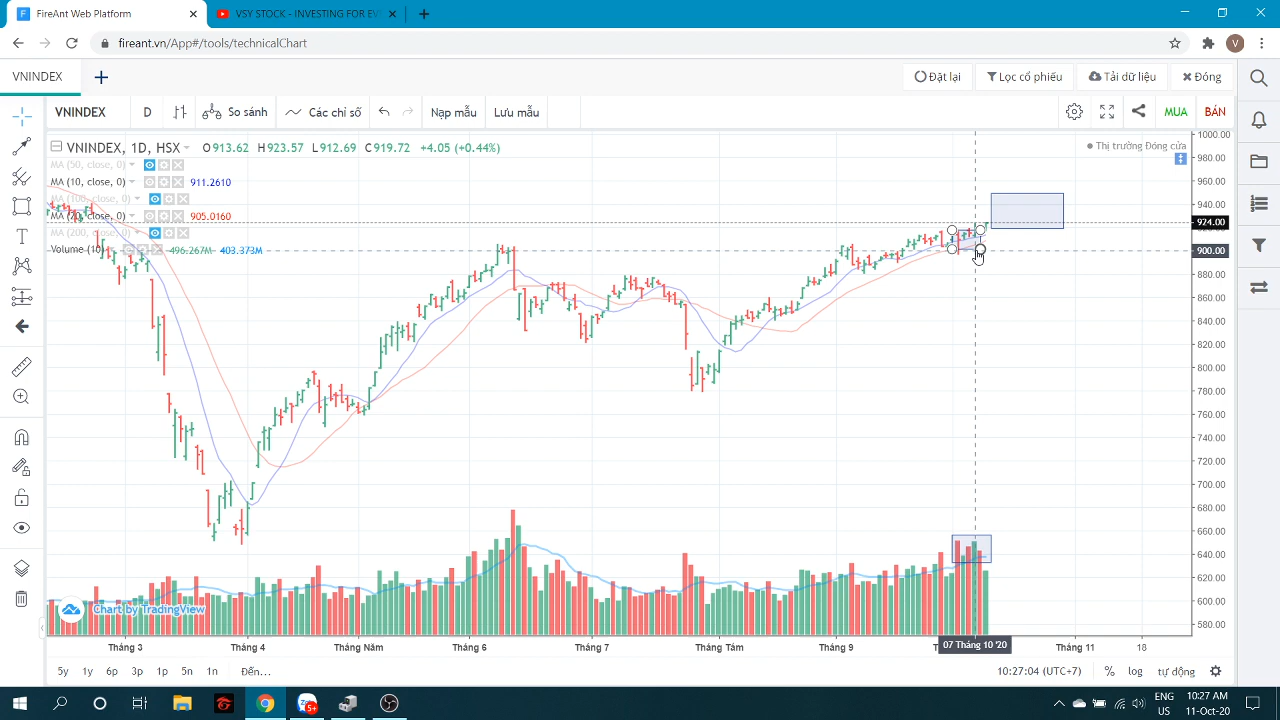 FireAnt Web Platform
VSY STOCK - INVESTING FOR EV
fireant.vn/App#/tools/technicalChart
V
VNINDEX
Đặt lại
Lọc cổ phiếu
Tải dữ liệu
Đóng
VNINDEX
D
So sánh
Các chỉ số
Nạp mẫu
Lưu mẫu
MUA
BÁN
VNINDEX, 1D, HSX
O913.62 H923.57 L912.69 C919.72 +4.05 (+0.44%)
Thị trường đóng cửa
MA (50, close, 0)
MA (10, close, 0) 911.2610
MA (100, close, 0)
MA (20, close, 0) 905.0160
MA (200, close, 0)
Volume (10) 496.267M 403.373M
1000.00
980.00
960.00
940.00
924.00
900.00
880.00
860.00
840.00
820.00
800.00
780.00
760.00
740.00
720.00
700.00
680.00
660.00
640.00
620.00
600.00
580.00
Chart by TradingView
Tháng 3
Tháng 4
Tháng Năm
Tháng 6
Tháng 7
Tháng Tám
Tháng 9
07 Tháng 10 '20
Tháng 11
18
5y 1y 6p 3p 1p 5n 1n Đến...
10:27:04 (UTC+7) % log tự động
5+
ENG
US
10:27 AM
11-Oct-20